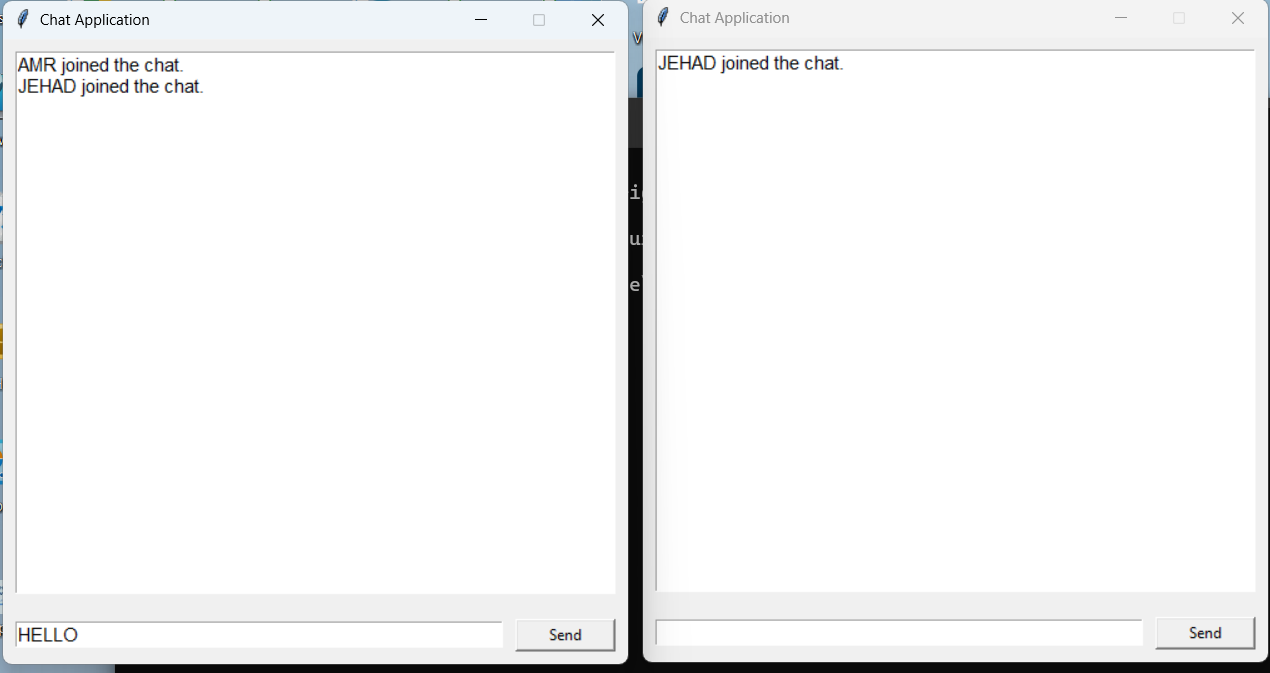 Chat Application
AMR joined the chat.
JEHAD joined the chat.
HELLO
Send
Chat Application
JEHAD joined the chat.
Send